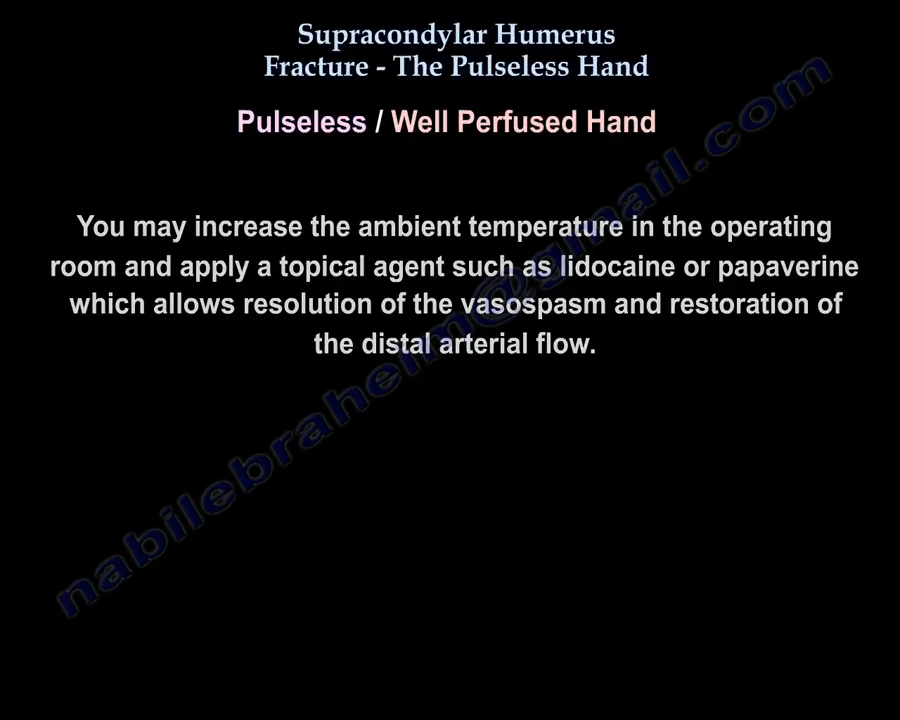 Supracondylar Humerus
Fracture - The Pulseless Hand
Pulseless / Well Perfused Hand
You may increase the ambient temperature in the operating
room and apply a topical agent such as lidocaine or papaverine
which allows resolution of the vasospasm and restoration of
the distal arterial flow.
nabilebraheim@gmail.com